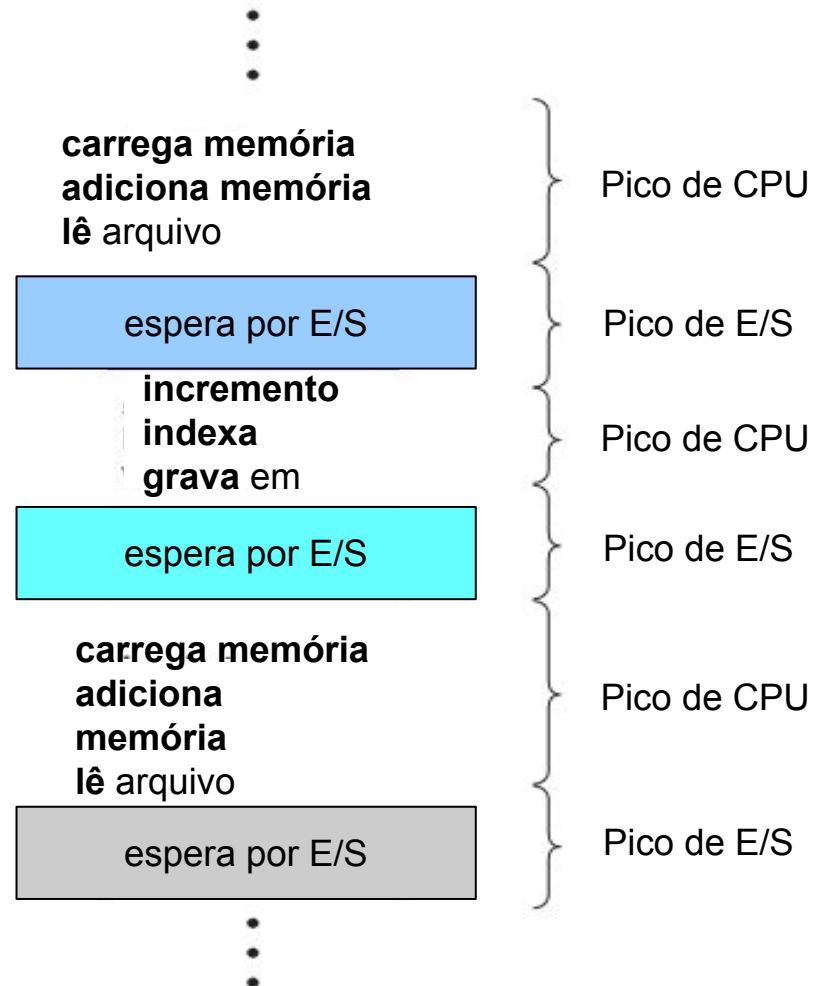 carrega memória
adiciona memória
lê arquivo
Pico de CPU
espera por E/S
Pico de E/S
incremento
indexa
grava em
Pico de CPU
espera por E/S
Pico de E/S
carrega memória
adiciona
memória
lê arquivo
Pico de CPU
espera por E/S
Pico de E/S